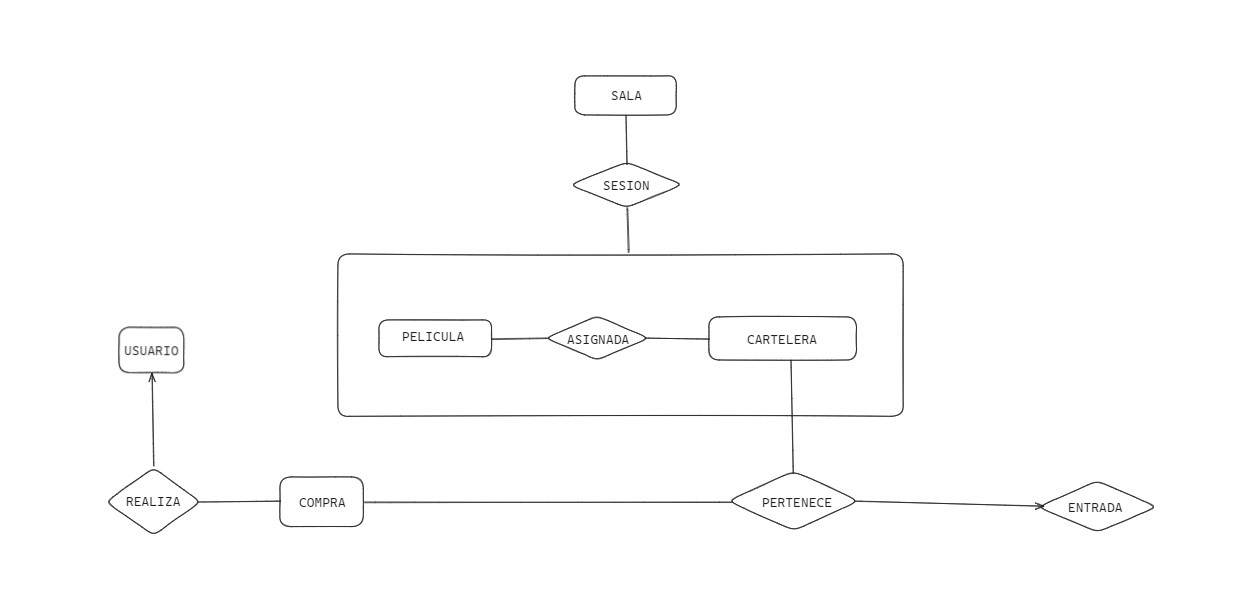 SALA
SESION
PELICULA
ASIGNADA
CARTELERA
USUARIO
REALIZA
COMPRA
PERTENECE
ENTRADA